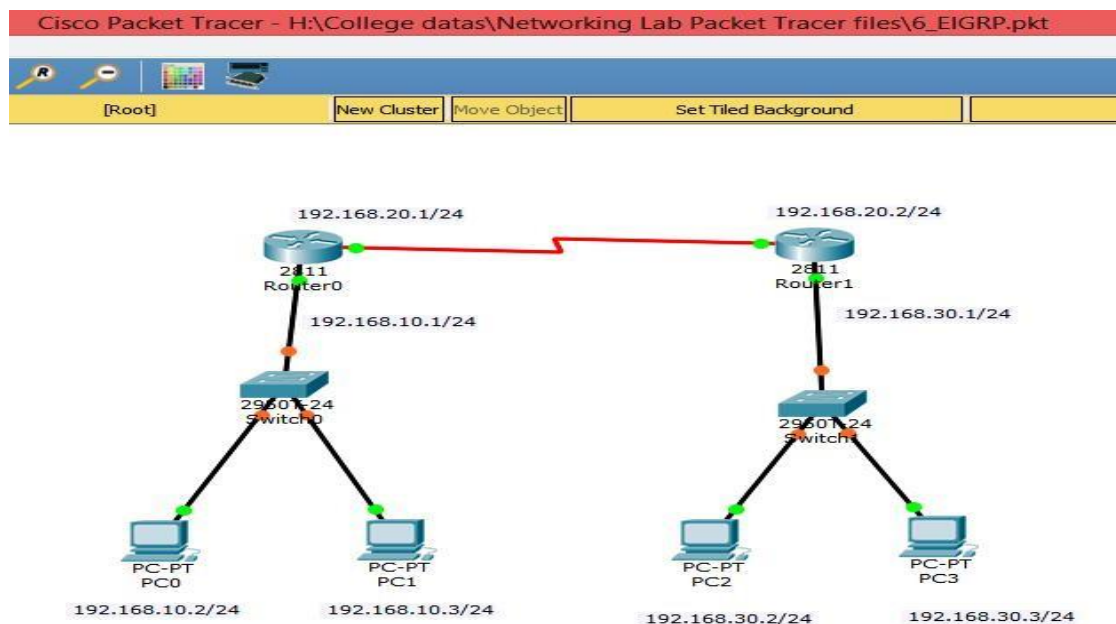 Cisco Packet Tracer - H:\College datas\Networking Lab Packet Tracer files\6_EIGRP.pkt
R
[Root] New Cluster Move Object Set Tiled Background
192.168.20.1/24 192.168.20.2/24
2811 2811
Router0 Router1
192.168.10.1/24 192.168.30.1/24
2950T-24 2950T-24
Switch0 Switch1
PC-PT PC-PT PC-PT PC-PT
PC0 PC1 PC2 PC3
192.168.10.2/24 192.168.10.3/24 192.168.30.2/24 192.168.30.3/24